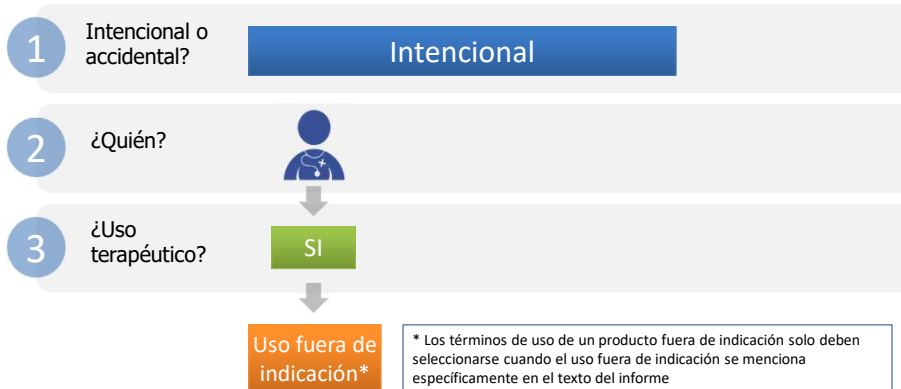 1
Intencional o
accidental?
Intencional
2
¿Quién?
3
¿Uso
terapéutico?
SI
Uso fuera de
indicación*
* Los términos de uso de un producto fuera de indicación solo deben
seleccionarse cuando el uso fuera de indicación se menciona
específicamente en el texto del informe